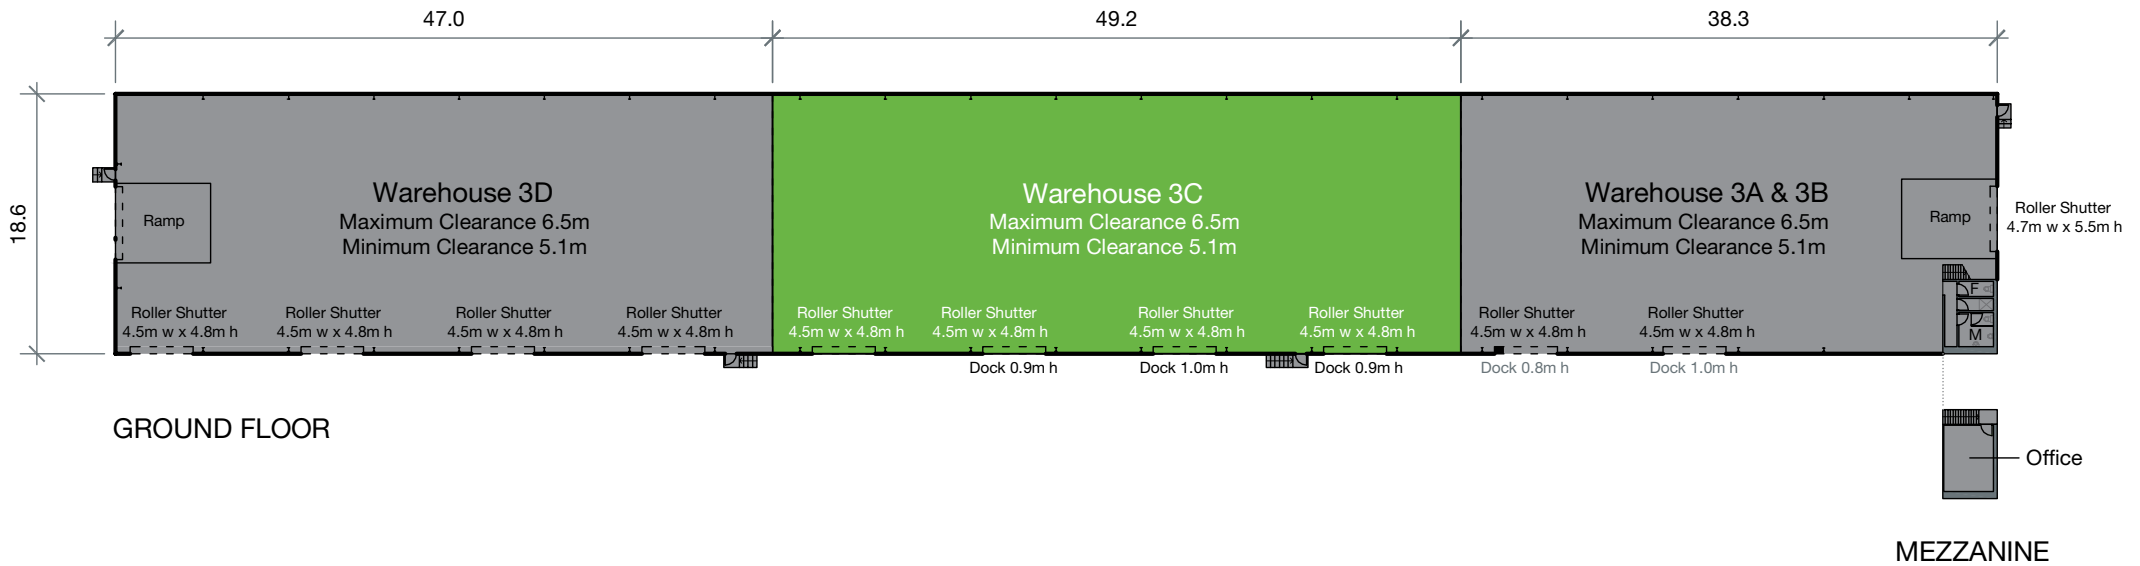 47.0
49.2
38.3
18.6
Warehouse 3D
Maximum Clearance 6.5m
Minimum Clearance 5.1m
Warehouse 3C
Maximum Clearance 6.5m
Minimum Clearance 5.1m
Warehouse 3A & 3B
Maximum Clearance 6.5m
Minimum Clearance 5.1m
Ramp
Ramp
Roller Shutter
4.7m w x 5.5m h
Roller Shutter
4.5m w x 4.8m h
Roller Shutter
4.5m w x 4.8m h
Roller Shutter
4.5m w x 4.8m h
Roller Shutter
4.5m w x 4.8m h
Roller Shutter
4.5m w x 4.8m h
Roller Shutter
4.5m w x 4.8m h
Roller Shutter
4.5m w x 4.8m h
Roller Shutter
4.5m w x 4.8m h
Roller Shutter
4.5m w x 4.8m h
Roller Shutter
4.5m w x 4.8m h
F
M
Dock 0.9m h
Dock 1.0m h
Dock 0.9m h
Dock 0.8m h
Dock 1.0m h
GROUND FLOOR
Office
MEZZANINE